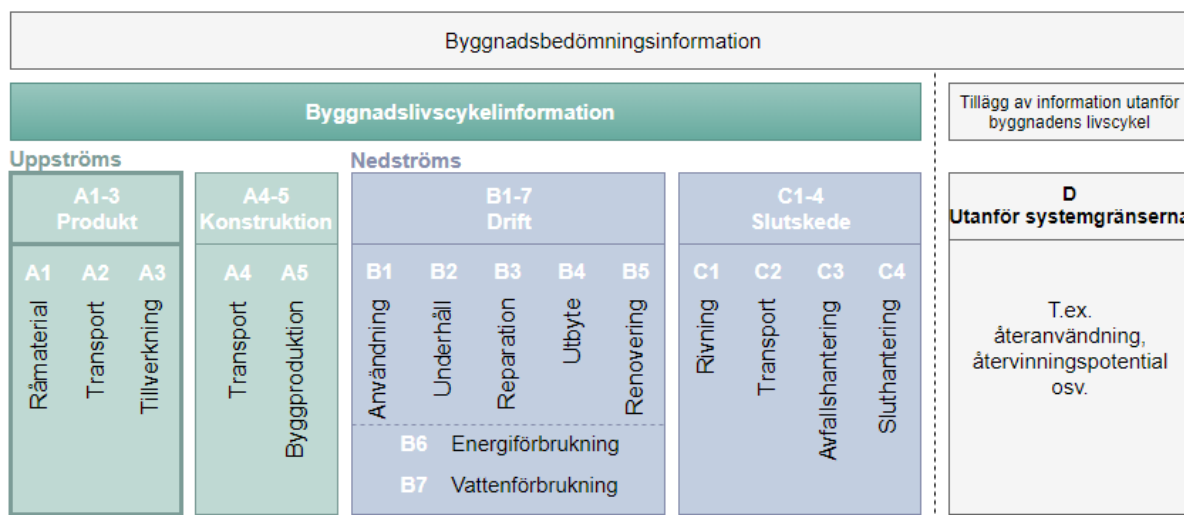 Byggnadsbedömningsinformation
Byggnadslivscykelinformation
Tillägg av information utanför
byggnadens livscykel
Uppströms
Nedströms
A1-3
Produkt
A4-5
Konstruktion
B1-7
Drift
C1-4
Slutskede
D
Utanför systemgränserna
A1
A2
A3
Råmaterial
Transport
Tillverkning
A4
A5
Transport
Byggproduktion
B1
B2
B3
B4
B5
Användning
Underhåll
Reparation
Utbyte
Renovering
B6 Energiförbrukning
B7 Vattenförbrukning
C1
C2
C3
C4
Rivning
Transport
Avfallshantering
Sluthantering
T.ex.
återanvändning,
återvinningspotential
osv.